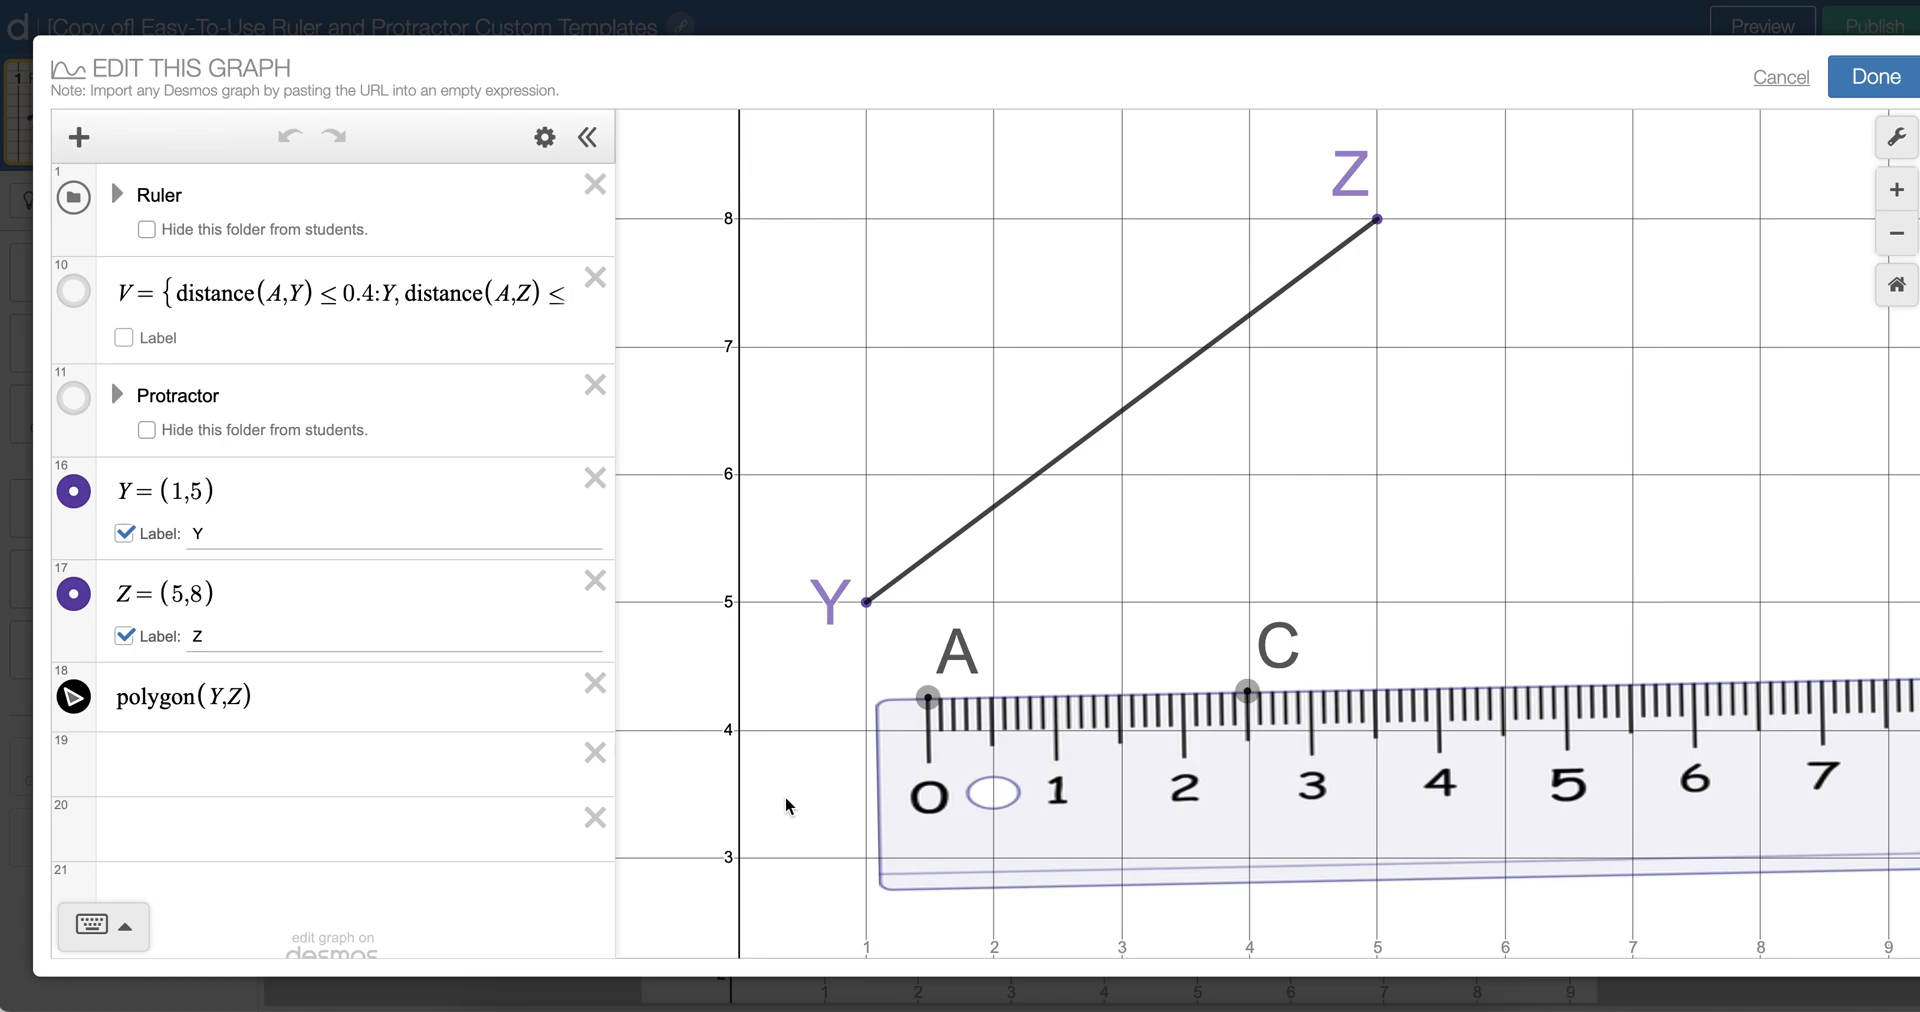 [Copy of] Easy-To-Use Ruler and Protractor Custom Templates
Preview
Publish
EDIT THIS GRAPH
Note: Import any Desmos graph by pasting the URL into an empty expression.
Cancel
Done
1
Ruler
Hide this folder from students.
10
V = {distance(A,Y) ≤ 0.4:Y, distance(A,Z) ≤
Label
11
Protractor
Hide this folder from students.
16
Y = (1,5)
Label: Y
17
Z = (5,8)
Label: Z
18
polygon(Y,Z)
19
20
21
edit graph on
desmos
Z
8
7
6
Y
5
A
C
4
0 1 2 3 4 5 6 7
3
1 2 3 4 5 6 7 8 9
1 2 3 4 5 6 7 8 9